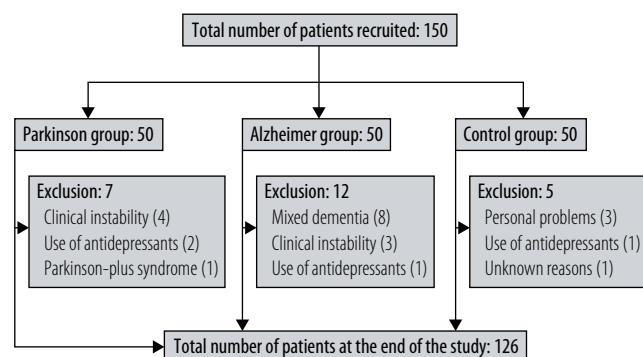 Total number of patients recruited: 150
Parkinson group: 50
Alzheimer group: 50
Control group: 50
Exclusion: 7
Clinical instability (4)
Use of antidepressants (2)
Parkinson-plus syndrome (1)
Exclusion: 12
Mixed dementia (8)
Clinical instability (3)
Use of antidepressants (1)
Exclusion: 5
Personal problems (3)
Use of antidepressants (1)
Unknown reasons (1)
Total number of patients at the end of the study: 126